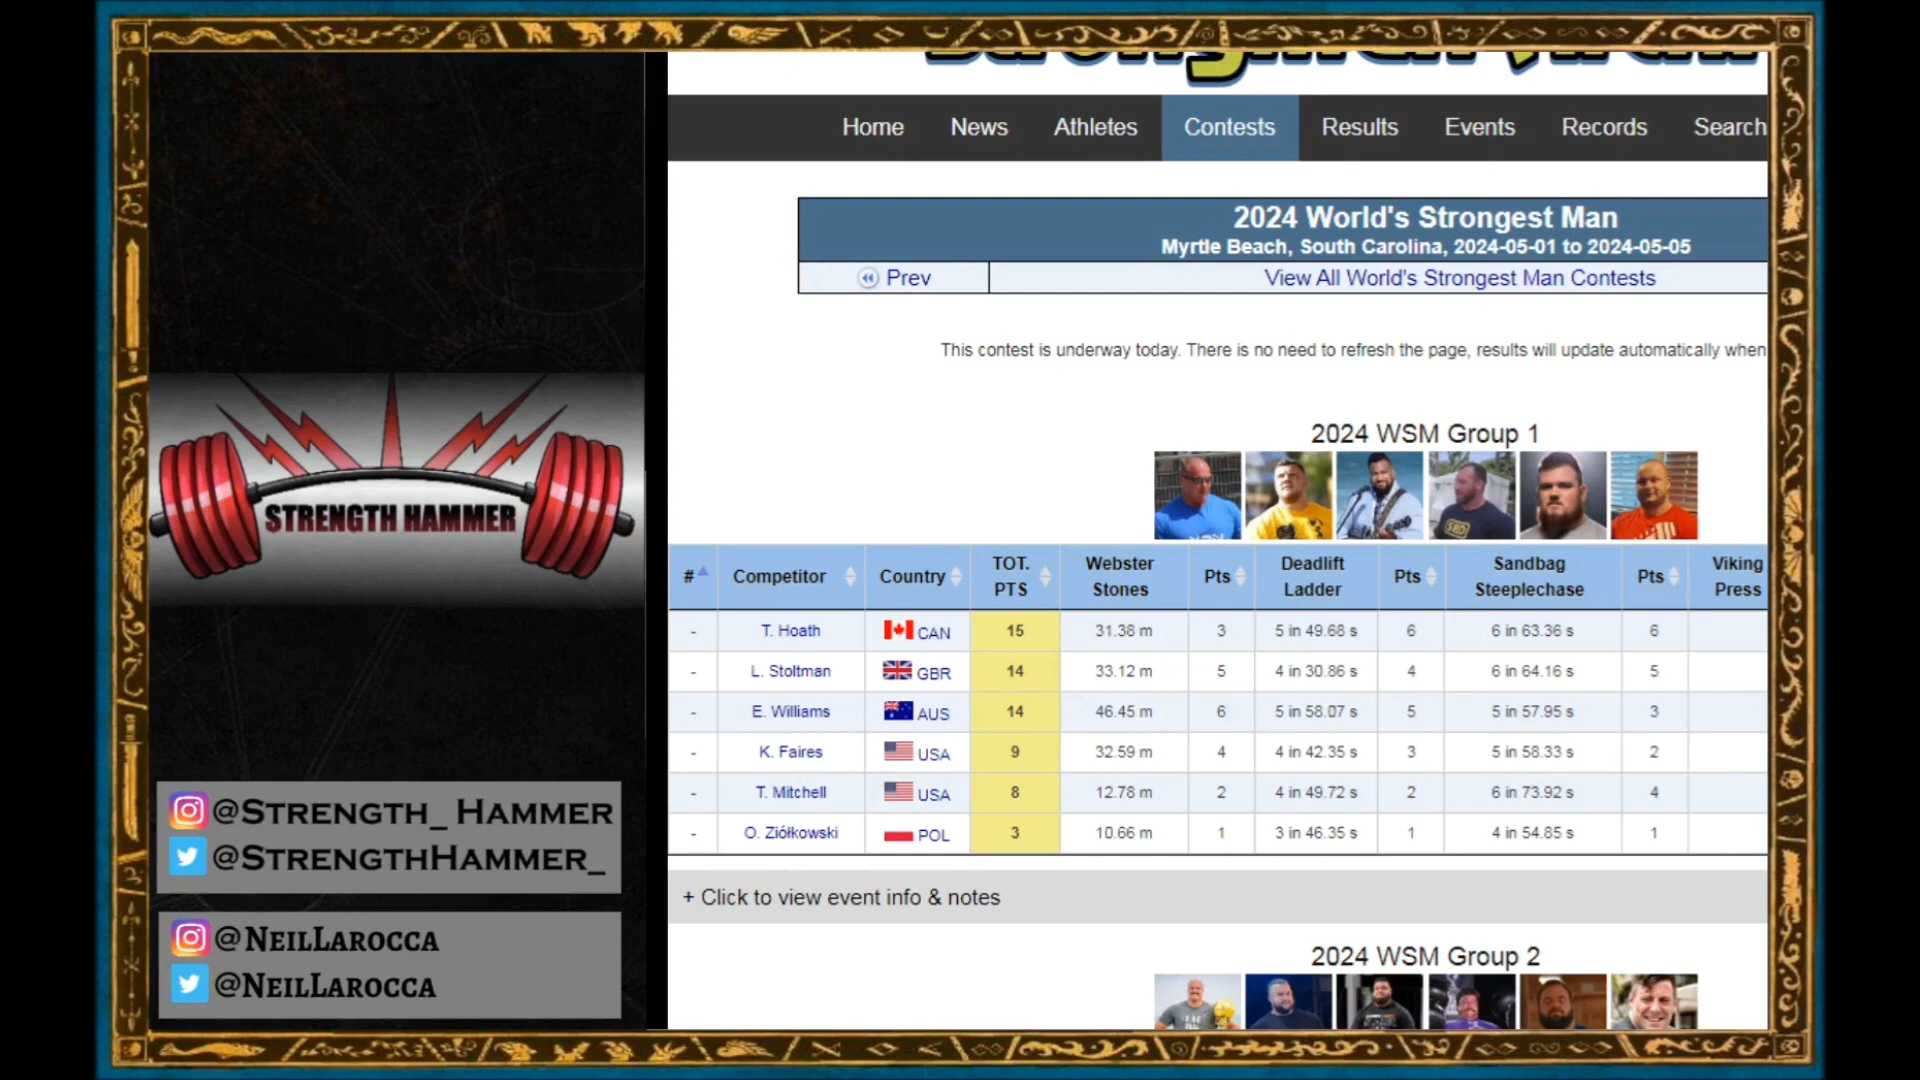 Home News Athletes Contests Results Events Records Search
2024 World's Strongest Man
Myrtle Beach, South Carolina, 2024-05-01 to 2024-05-05
Prev View All World's Strongest Man Contests
This contest is underway today. There is no need to refresh the page, results will update automatically when
2024 WSM Group 1
# Competitor Country TOT. PTS Webster Stones Pts Deadlift Ladder Pts Sandbag Steeplechase Pts Viking Press
- T. Hoath CAN 15 31.38 m 3 5 in 49.68 s 6 6 in 63.36 s 6
- L. Stoltman GBR 14 33.12 m 5 4 in 30.86 s 4 6 in 64.16 s 5
- E. Williams AUS 14 46.45 m 6 5 in 58.07 s 5 5 in 57.95 s 3
- K. Faires USA 9 32.59 m 4 4 in 42.35 s 3 5 in 58.33 s 2
- T. Mitchell USA 8 12.78 m 2 4 in 49.72 s 2 6 in 73.92 s 4
- O. Ziółkowski POL 3 10.66 m 1 3 in 46.35 s 1 4 in 54.85 s 1
+ Click to view event info & notes
2024 WSM Group 2
STRENGTH HAMMER
@STRENGTH_HAMMER
@STRENGTHHAMMER_
@NEILLAROCCA
@NEILLAROCCA